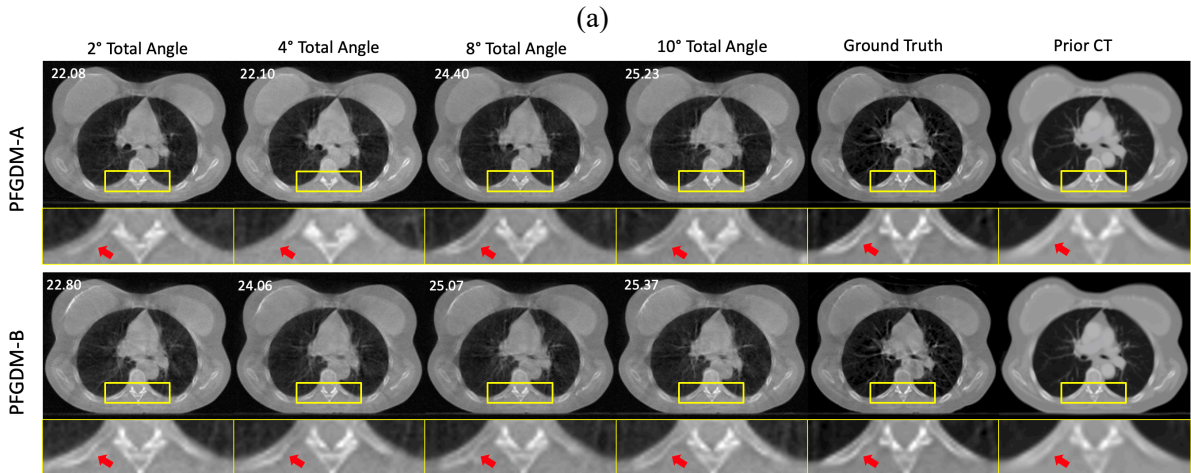 (a)
2° Total Angle 4° Total Angle 8° Total Angle 10° Total Angle Ground Truth Prior CT
PFGDM-A
22.08 22.10 24.40 25.23
PFGDM-B
22.80 24.06 25.07 25.37